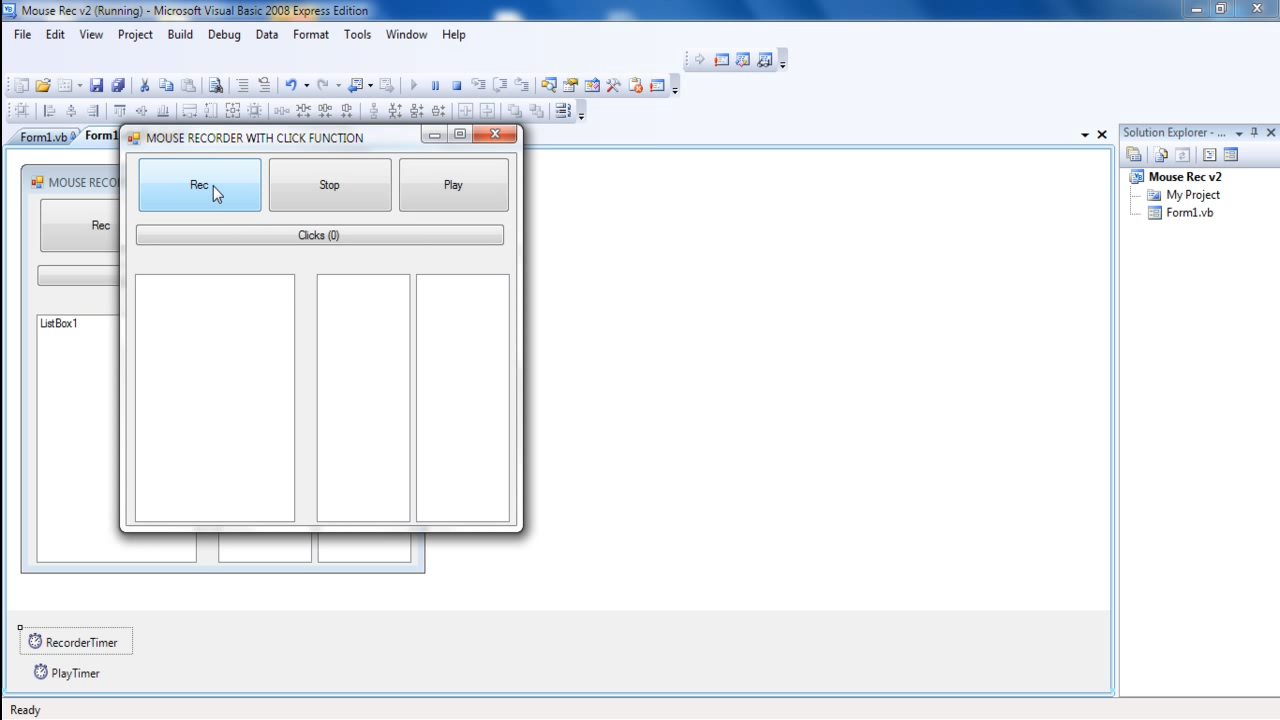 Mouse Rec v2 (Running) - Microsoft Visual Basic 2008 Express Edition
File Edit View Project Build Debug Data Format Tools Window Help
Form1.vb Form1
Solution Explorer - ...
MOUSE RECORDER WITH CLICK FUNCTION
Rec Stop Play
Clicks (0)
MOUSE RECO
Rec
ListBox1
Mouse Rec v2
My Project
Form1.vb
RecorderTimer
PlayTimer
Ready